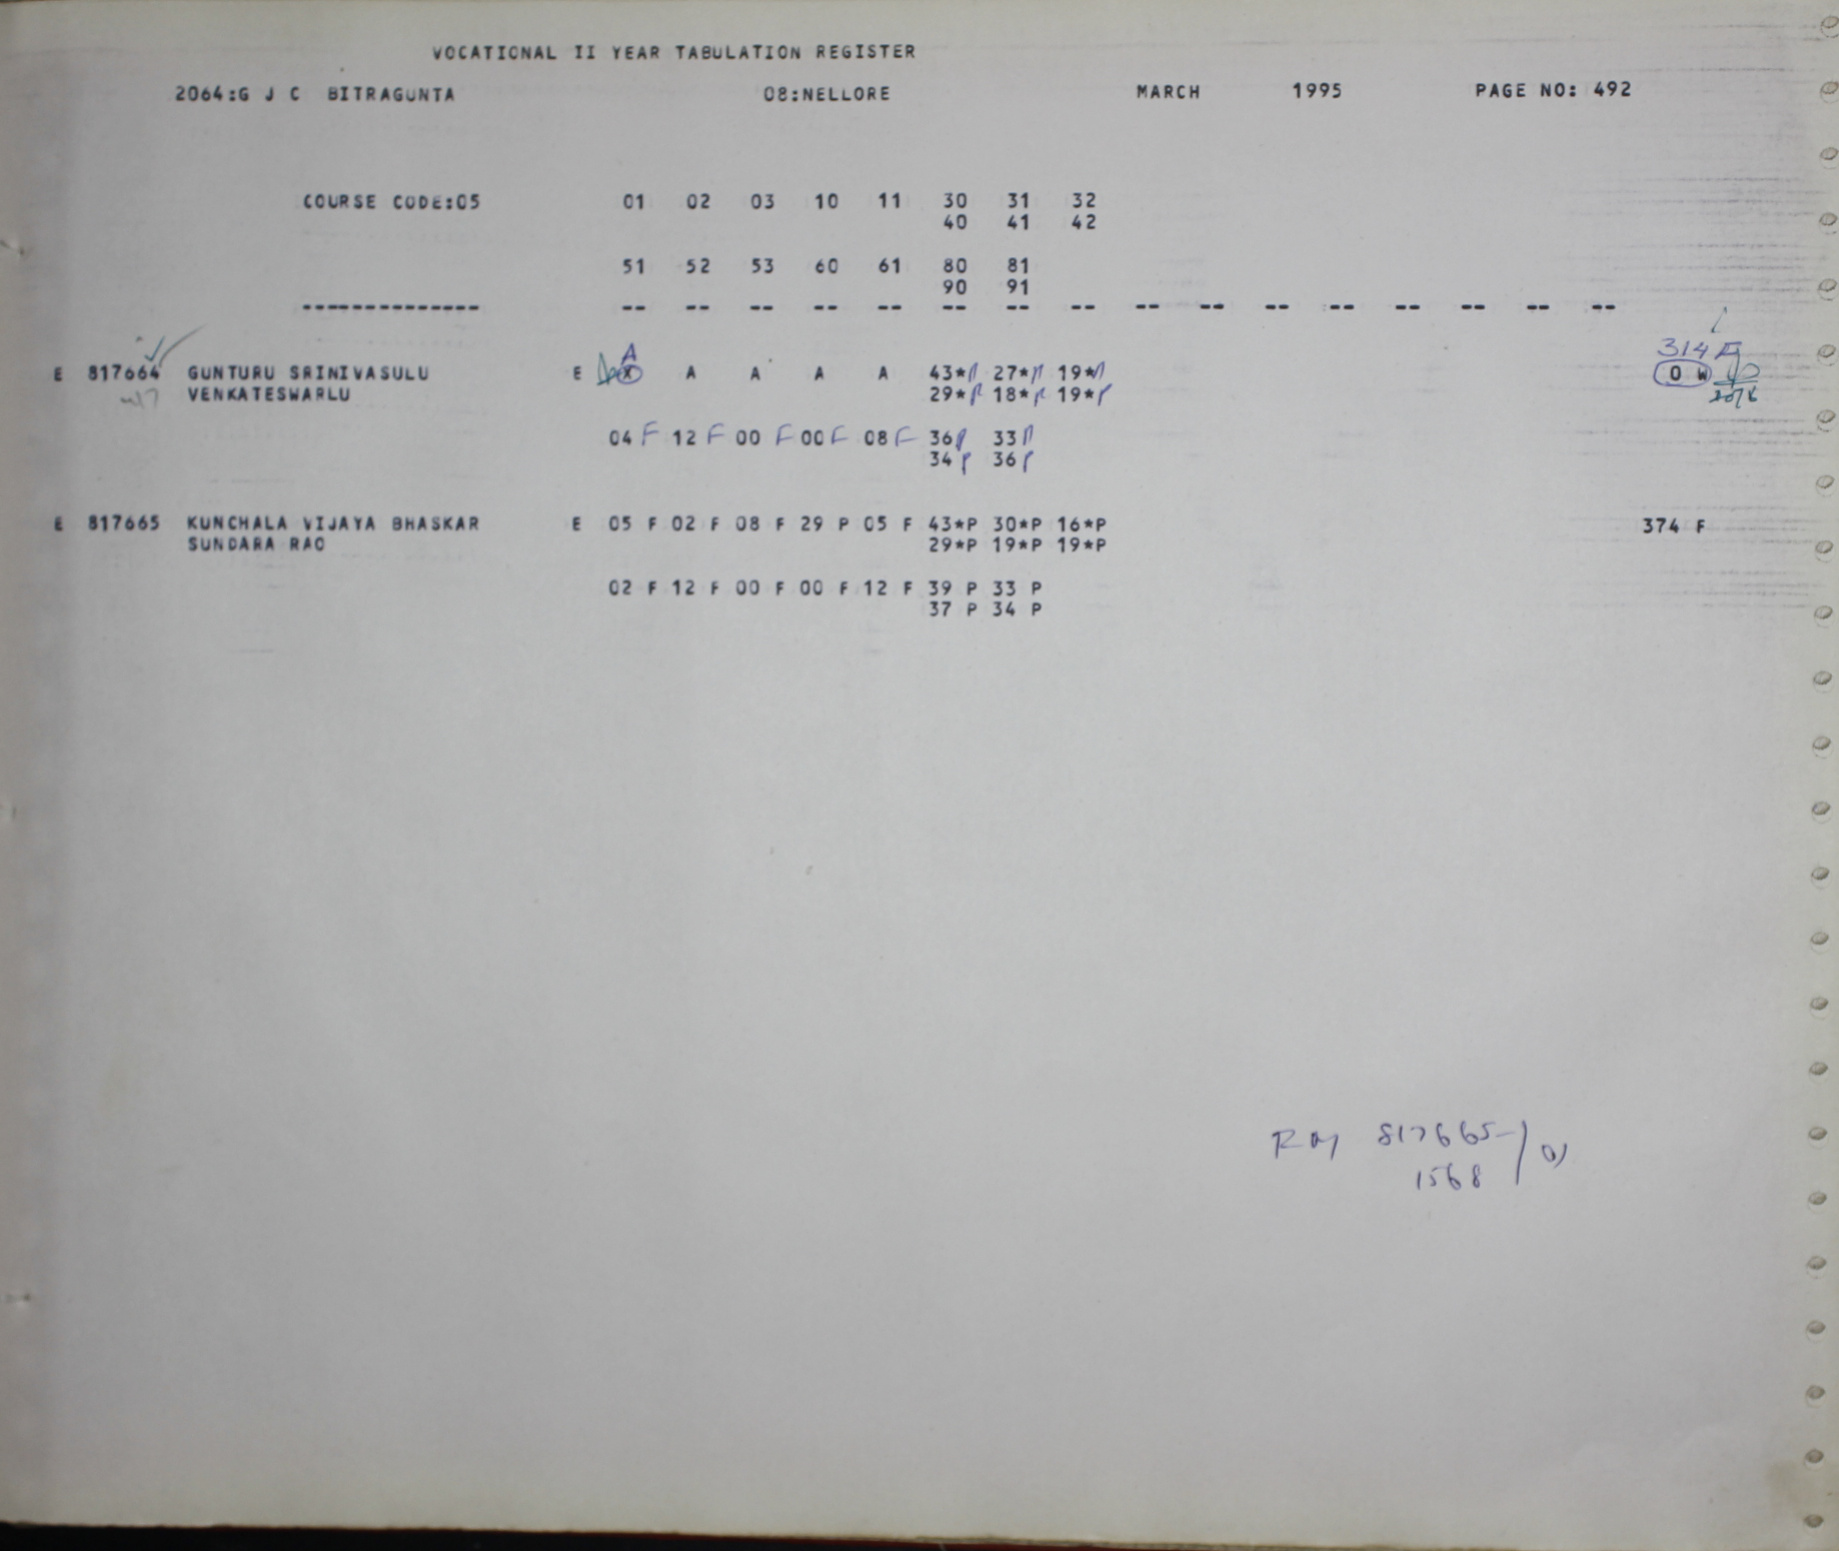 VOCATIONAL II YEAR TABULATION REGISTER
2064:G J C BITRAGUNTA 08:NELLORE MARCH 1995 PAGE NO: 492
COURSE CODE:05 01 02 03 10 11 30 31 32
40 41 42
51 52 53 60 61 80 81
90 91
-------------- -- -- -- -- -- -- -- -- -- -- -- -- -- -- -- --
A 314 F
E 817664 GUNTURU SRINIVASULU E X A A A A 43*P 27*P 19*P 0 W
VENKATESWARLU 29*P 18*P 19*P
04 F 12 F 00 F 00 F 08 F 36 P 33 P
34 P 36 P
E 817665 KUNCHALA VIJAYA BHASKAR E 05 F 02 F 08 F 29 P 05 F 43*P 30*P 16*P 374 F
SUNDARA RAO 29*P 19*P 19*P
02 F 12 F 00 F 00 F 12 F 39 P 33 P
37 P 34 P
817665
1568